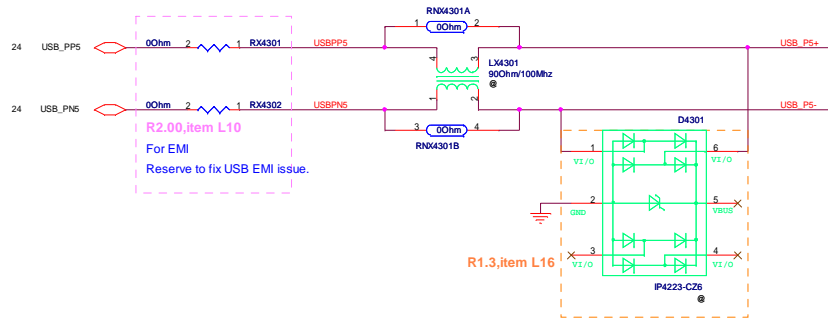 RNX4301A
1 0Ohm 2
24 USB_PP5 0Ohm 2 1 RX4301 USBPP5 USB_P5+
4 3 LX4301
90Ohm/100Mhz
@
1 2
24 USB_PN5 0Ohm 2 1 RX4302 USBPN5 USB_P5-
3 0Ohm 4
RNX4301B
R2.00,item L10
For EMI
Reserve to fix USB EMI issue.
D4301
1 6
VI/O VI/O
2 5
GND VBUS
3 4
VI/O VI/O
R1.3,item L16
IP4223-CZ6
@